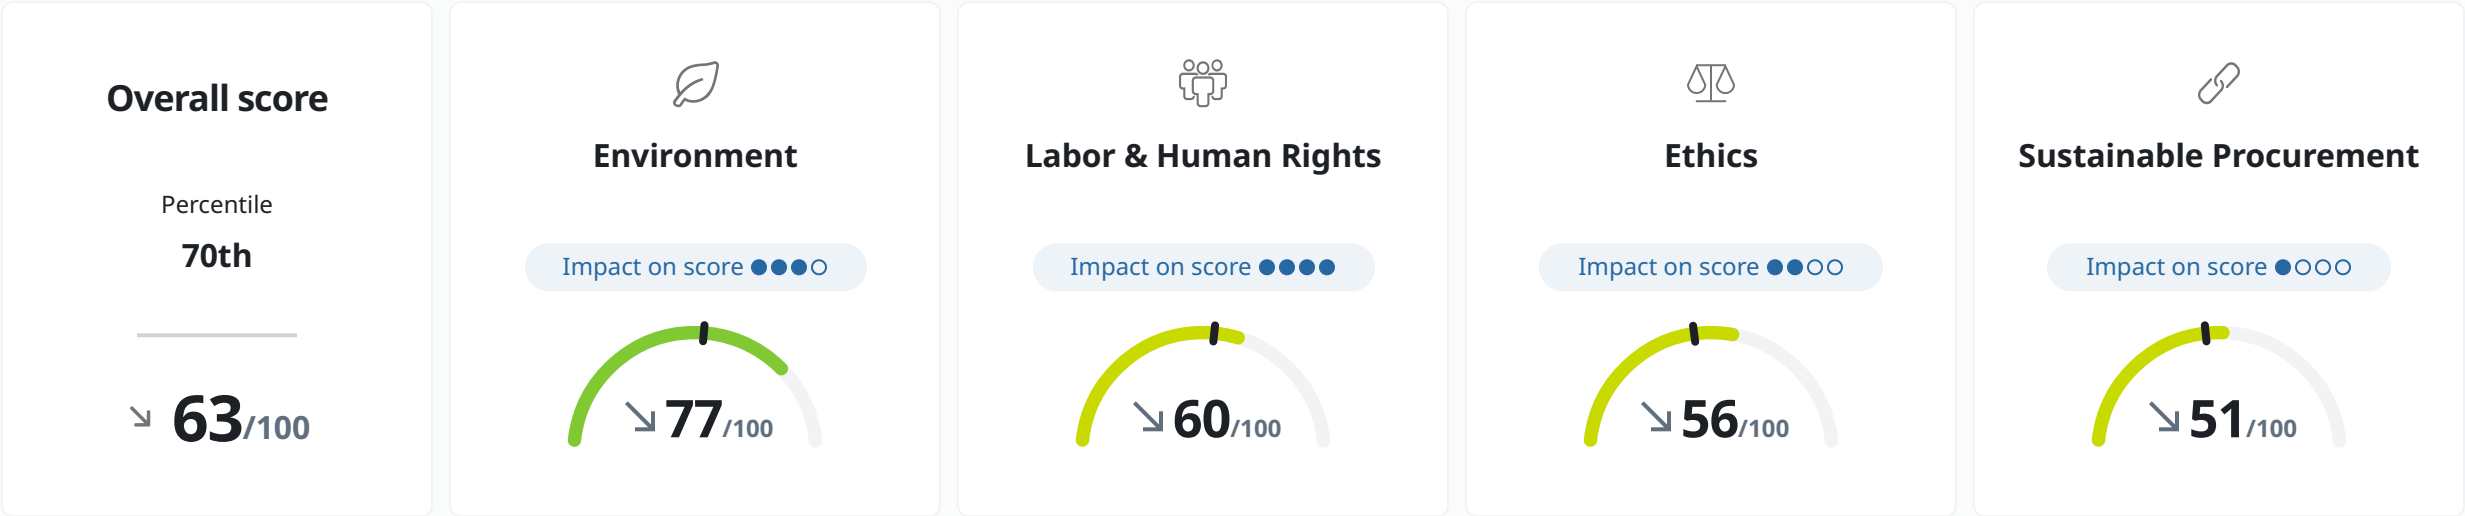 Overall score
Percentile
70th
63/100
Environment
Impact on score
77/100
Labor & Human Rights
Impact on score
60/100
Ethics
Impact on score
56/100
Sustainable Procurement
Impact on score
51/100